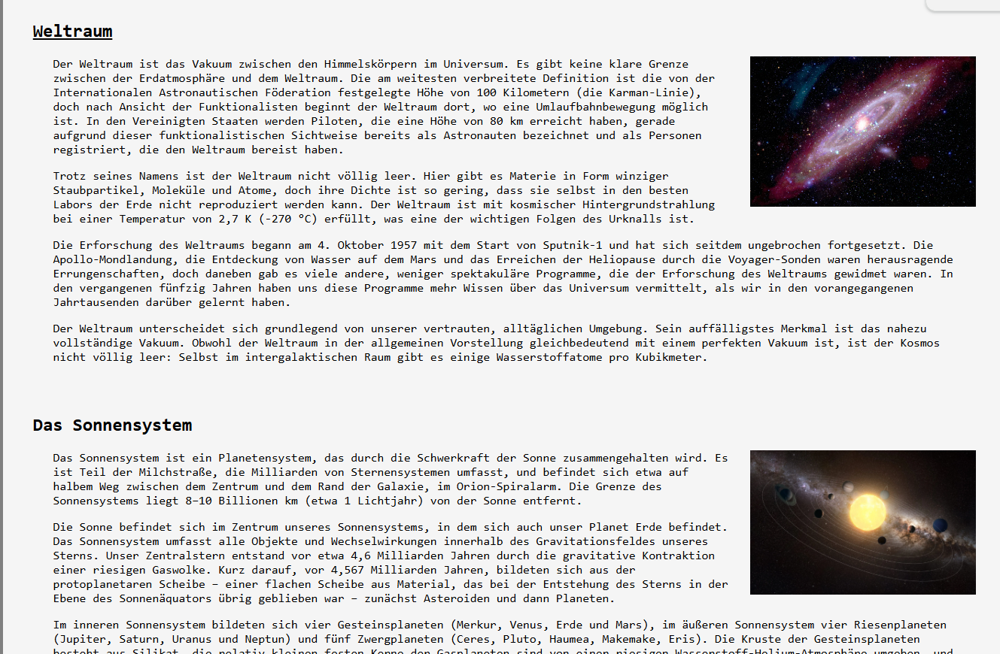 Weltraum
Der Weltraum ist das Vakuum zwischen den Himmelskörpern im Universum. Es gibt keine klare Grenze
zwischen der Erdatmosphäre und dem Weltraum. Die am weitesten verbreitete Definition ist die von der
Internationalen Astronautischen Föderation festgelegte Höhe von 100 Kilometern (die Karman-Linie),
doch nach Ansicht der Funktionalisten beginnt der Weltraum dort, wo eine Umlaufbahnbewegung möglich
ist. In den Vereinigten Staaten werden Piloten, die eine Höhe von 80 km erreicht haben, gerade
aufgrund dieser funktionalistischen Sichtweise bereits als Astronauten bezeichnet und als Personen
registriert, die den Weltraum bereist haben.
Trotz seines Namens ist der Weltraum nicht völlig leer. Hier gibt es Materie in Form winziger
Staubpartikel, Moleküle und Atome, doch ihre Dichte ist so gering, dass sie selbst in den besten
Labors der Erde nicht reproduziert werden kann. Der Weltraum ist mit kosmischer Hintergrundstrahlung
bei einer Temperatur von 2,7 K (-270 °C) erfüllt, was eine der wichtigen Folgen des Urknalls ist.
Die Erforschung des Weltraums begann am 4. Oktober 1957 mit dem Start von Sputnik-1 und hat sich seitdem ungebrochen fortgesetzt. Die
Apollo-Mondlandung, die Entdeckung von Wasser auf dem Mars und das Erreichen der Heliopause durch die Voyager-Sonden waren herausragende
Errungenschaften, doch daneben gab es viele andere, weniger spektakuläre Programme, die der Erforschung des Weltraums gewidmet waren. In
den vergangenen fünfzig Jahren haben uns diese Programme mehr Wissen über das Universum vermittelt, als wir in den vorangegangenen
Jahrtausenden darüber gelernt haben.
Der Weltraum unterscheidet sich grundlegend von unserer vertrauten, alltäglichen Umgebung. Sein auffälligstes Merkmal ist das nahezu
vollständige Vakuum. Obwohl der Weltraum in der allgemeinen Vorstellung gleichbedeutend mit einem perfekten Vakuum ist, ist der Kosmos
nicht völlig leer: Selbst im intergalaktischen Raum gibt es einige Wasserstoffatome pro Kubikmeter.
Das Sonnensystem
Das Sonnensystem ist ein Planetensystem, das durch die Schwerkraft der Sonne zusammengehalten wird. Es
ist Teil der Milchstraße, die Milliarden von Sternensystemen umfasst, und befindet sich etwa auf
halbem Weg zwischen dem Zentrum und dem Rand der Galaxie, im Orion-Spiralarm. Die Grenze des
Sonnensystems liegt 8–10 Billionen km (etwa 1 Lichtjahr) von der Sonne entfernt.
Die Sonne befindet sich im Zentrum unseres Sonnensystems, in dem sich auch unser Planet Erde befindet.
Das Sonnensystem umfasst alle Objekte und Wechselwirkungen innerhalb des Gravitationsfeldes unseres
Sterns. Unser Zentralstern entstand vor etwa 4,6 Milliarden Jahren durch die gravitative Kontraktion
einer riesigen Gaswolke. Kurz darauf, vor 4,567 Milliarden Jahren, bildeten sich aus der
protoplanetaren Scheibe – einer flachen Scheibe aus Material, das bei der Entstehung des Sterns in der
Ebene des Sonnenäquators übrig geblieben war – zunächst Asteroiden und dann Planeten.
Im inneren Sonnensystem bildeten sich vier Gesteinsplaneten (Merkur, Venus, Erde und Mars), im äußeren Sonnensystem vier Riesenplaneten
(Jupiter, Saturn, Uranus und Neptun) und fünf Zwergplaneten (Ceres, Pluto, Haumea, Makemake, Eris). Die Kruste der Gesteinsplaneten
besteht aus Silikat, die relativ kleinen festen Kerne der Gasplaneten sind von einer riesigen Wasserstoff-Helium-Atmosphäre umgeben, und